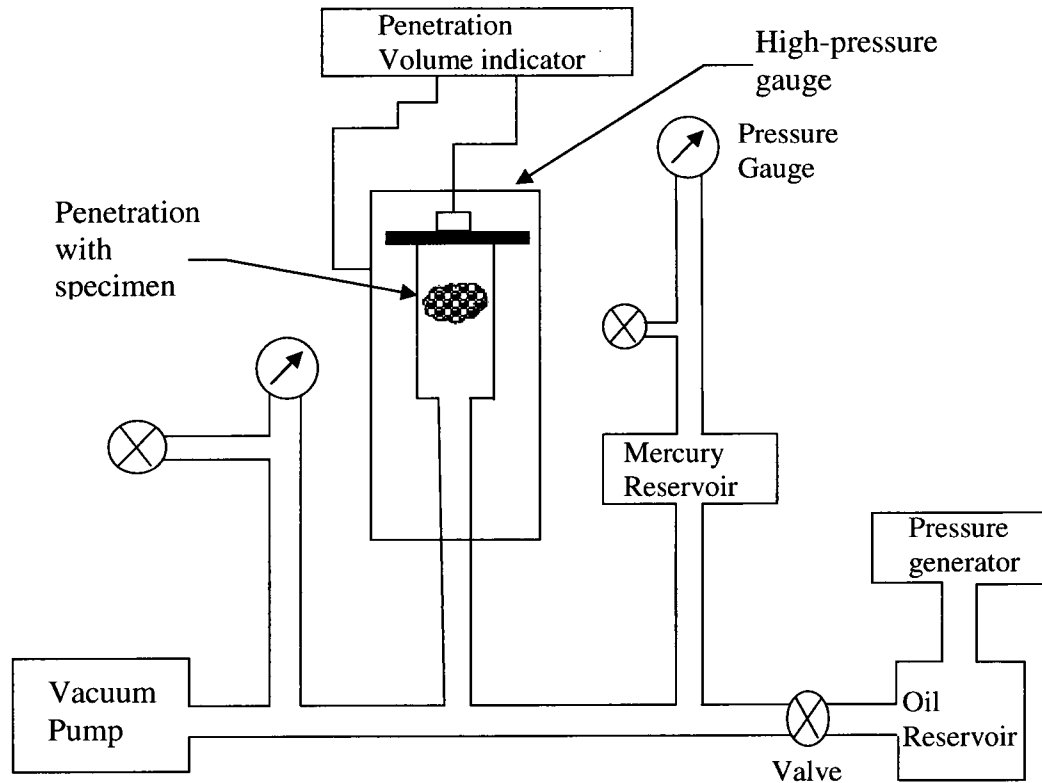 Penetration
Volume indicator
High-pressure
gauge
Pressure
Gauge
Penetration
with
specimen
Mercury
Reservoir
Pressure
generator
Vacuum
Pump
Oil
Reservoir
Valve